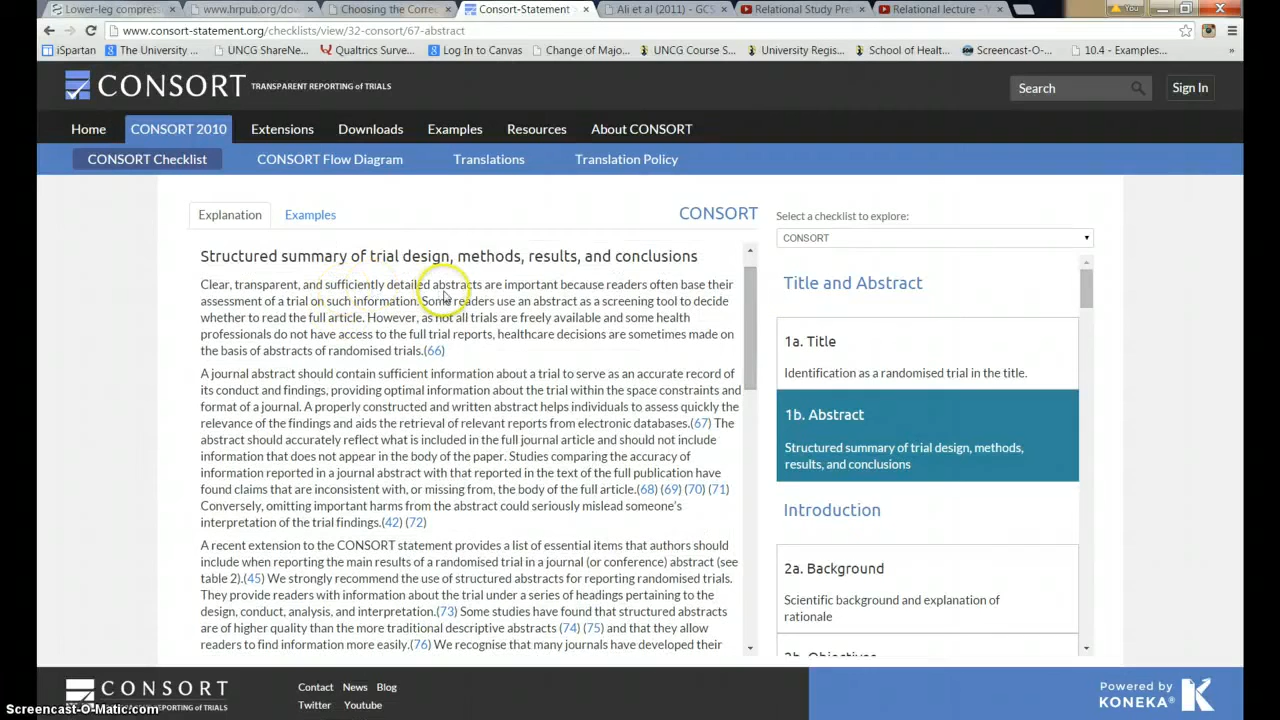 Lower-leg compress
www.hrpub.org/dov
Choosing the Corre
Consort-Statement
Ali et al (2011) - GCS
Relational Study Prev
Relational lecture - Y
You
www.consort-statement.org/checklists/view/32-consort/67-abstract
iSpartan
The University ...
UNCG ShareNe...
Qualtrics Surve...
Log In to Canvas
Change of Majo...
UNCG Course S...
University Regis...
School of Healt...
Screencast-O-Ma...
10.4 - Examples...
CONSORT TRANSPARENT REPORTING of TRIALS
Search
Sign In
Home
CONSORT 2010
Extensions
Downloads
Examples
Resources
About CONSORT
CONSORT Checklist
CONSORT Flow Diagram
Translations
Translation Policy
Explanation
Examples
CONSORT
Structured summary of trial design, methods, results, and conclusions
Clear, transparent, and sufficiently detailed abstracts are important because readers often base their
assessment of a trial on such information. Some readers use an abstract as a screening tool to decide
whether to read the full article. However, as not all trials are freely available and some health
professionals do not have access to the full trial reports, healthcare decisions are sometimes made on
the basis of abstracts of randomised trials.(66)
A journal abstract should contain sufficient information about a trial to serve as an accurate record of
its conduct and findings, providing optimal information about the trial within the space constraints and
format of a journal. A properly constructed and written abstract helps individuals to assess quickly the
relevance of the findings and aids the retrieval of relevant reports from electronic databases.(67) The
abstract should accurately reflect what is included in the full journal article and should not include
information that does not appear in the body of the paper. Studies comparing the accuracy of
information reported in a journal abstract with that reported in the text of the full publication have
found claims that are inconsistent with, or missing from, the body of the full article.(68) (69) (70) (71)
Conversely, omitting important harms from the abstract could seriously mislead someone's
interpretation of the trial findings.(42) (72)
A recent extension to the CONSORT statement provides a list of essential items that authors should
include when reporting the main results of a randomised trial in a journal (or conference) abstract (see
table 2).(45) We strongly recommend the use of structured abstracts for reporting randomised trials.
They provide readers with information about the trial under a series of headings pertaining to the
design, conduct, analysis, and interpretation.(73) Some studies have found that structured abstracts
are of higher quality than the more traditional descriptive abstracts (74) (75) and that they allow
readers to find information more easily.(76) We recognise that many journals have developed their
Select a checklist to explore:
CONSORT
Title and Abstract
1a. Title
Identification as a randomised trial in the title.
1b. Abstract
Structured summary of trial design, methods,
results, and conclusions
Introduction
2a. Background
Scientific background and explanation of
rationale
2b. Objectives
CONSORT
REPORTING of TRIALS
Contact
News
Blog
Twitter
Youtube
Powered by
KONEKA
Screencast-O-Matic.com